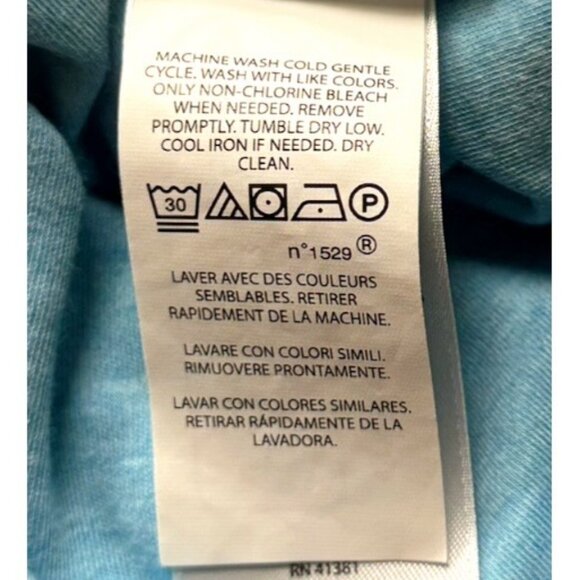 MACHINE WASH COLD GENTLE
CYCLE. WASH WITH LIKE COLORS.
ONLY NON-CHLORINE BLEACH
WHEN NEEDED. REMOVE
PROMPTLY. TUMBLE DRY LOW.
COOL IRON IF NEEDED. DRY
CLEAN.
30 P
n°1529 ®
LAVER AVEC DES COULEURS
SEMBLABLES. RETIRER
RAPIDEMENT DE LA MACHINE.
LAVARE CON COLORI SIMILI.
RIMUOVERE PRONTAMENTE.
LAVAR CON COLORES SIMILARES.
RETIRAR RÁPIDAMENTE DE LA
LAVADORA.
RN 41381